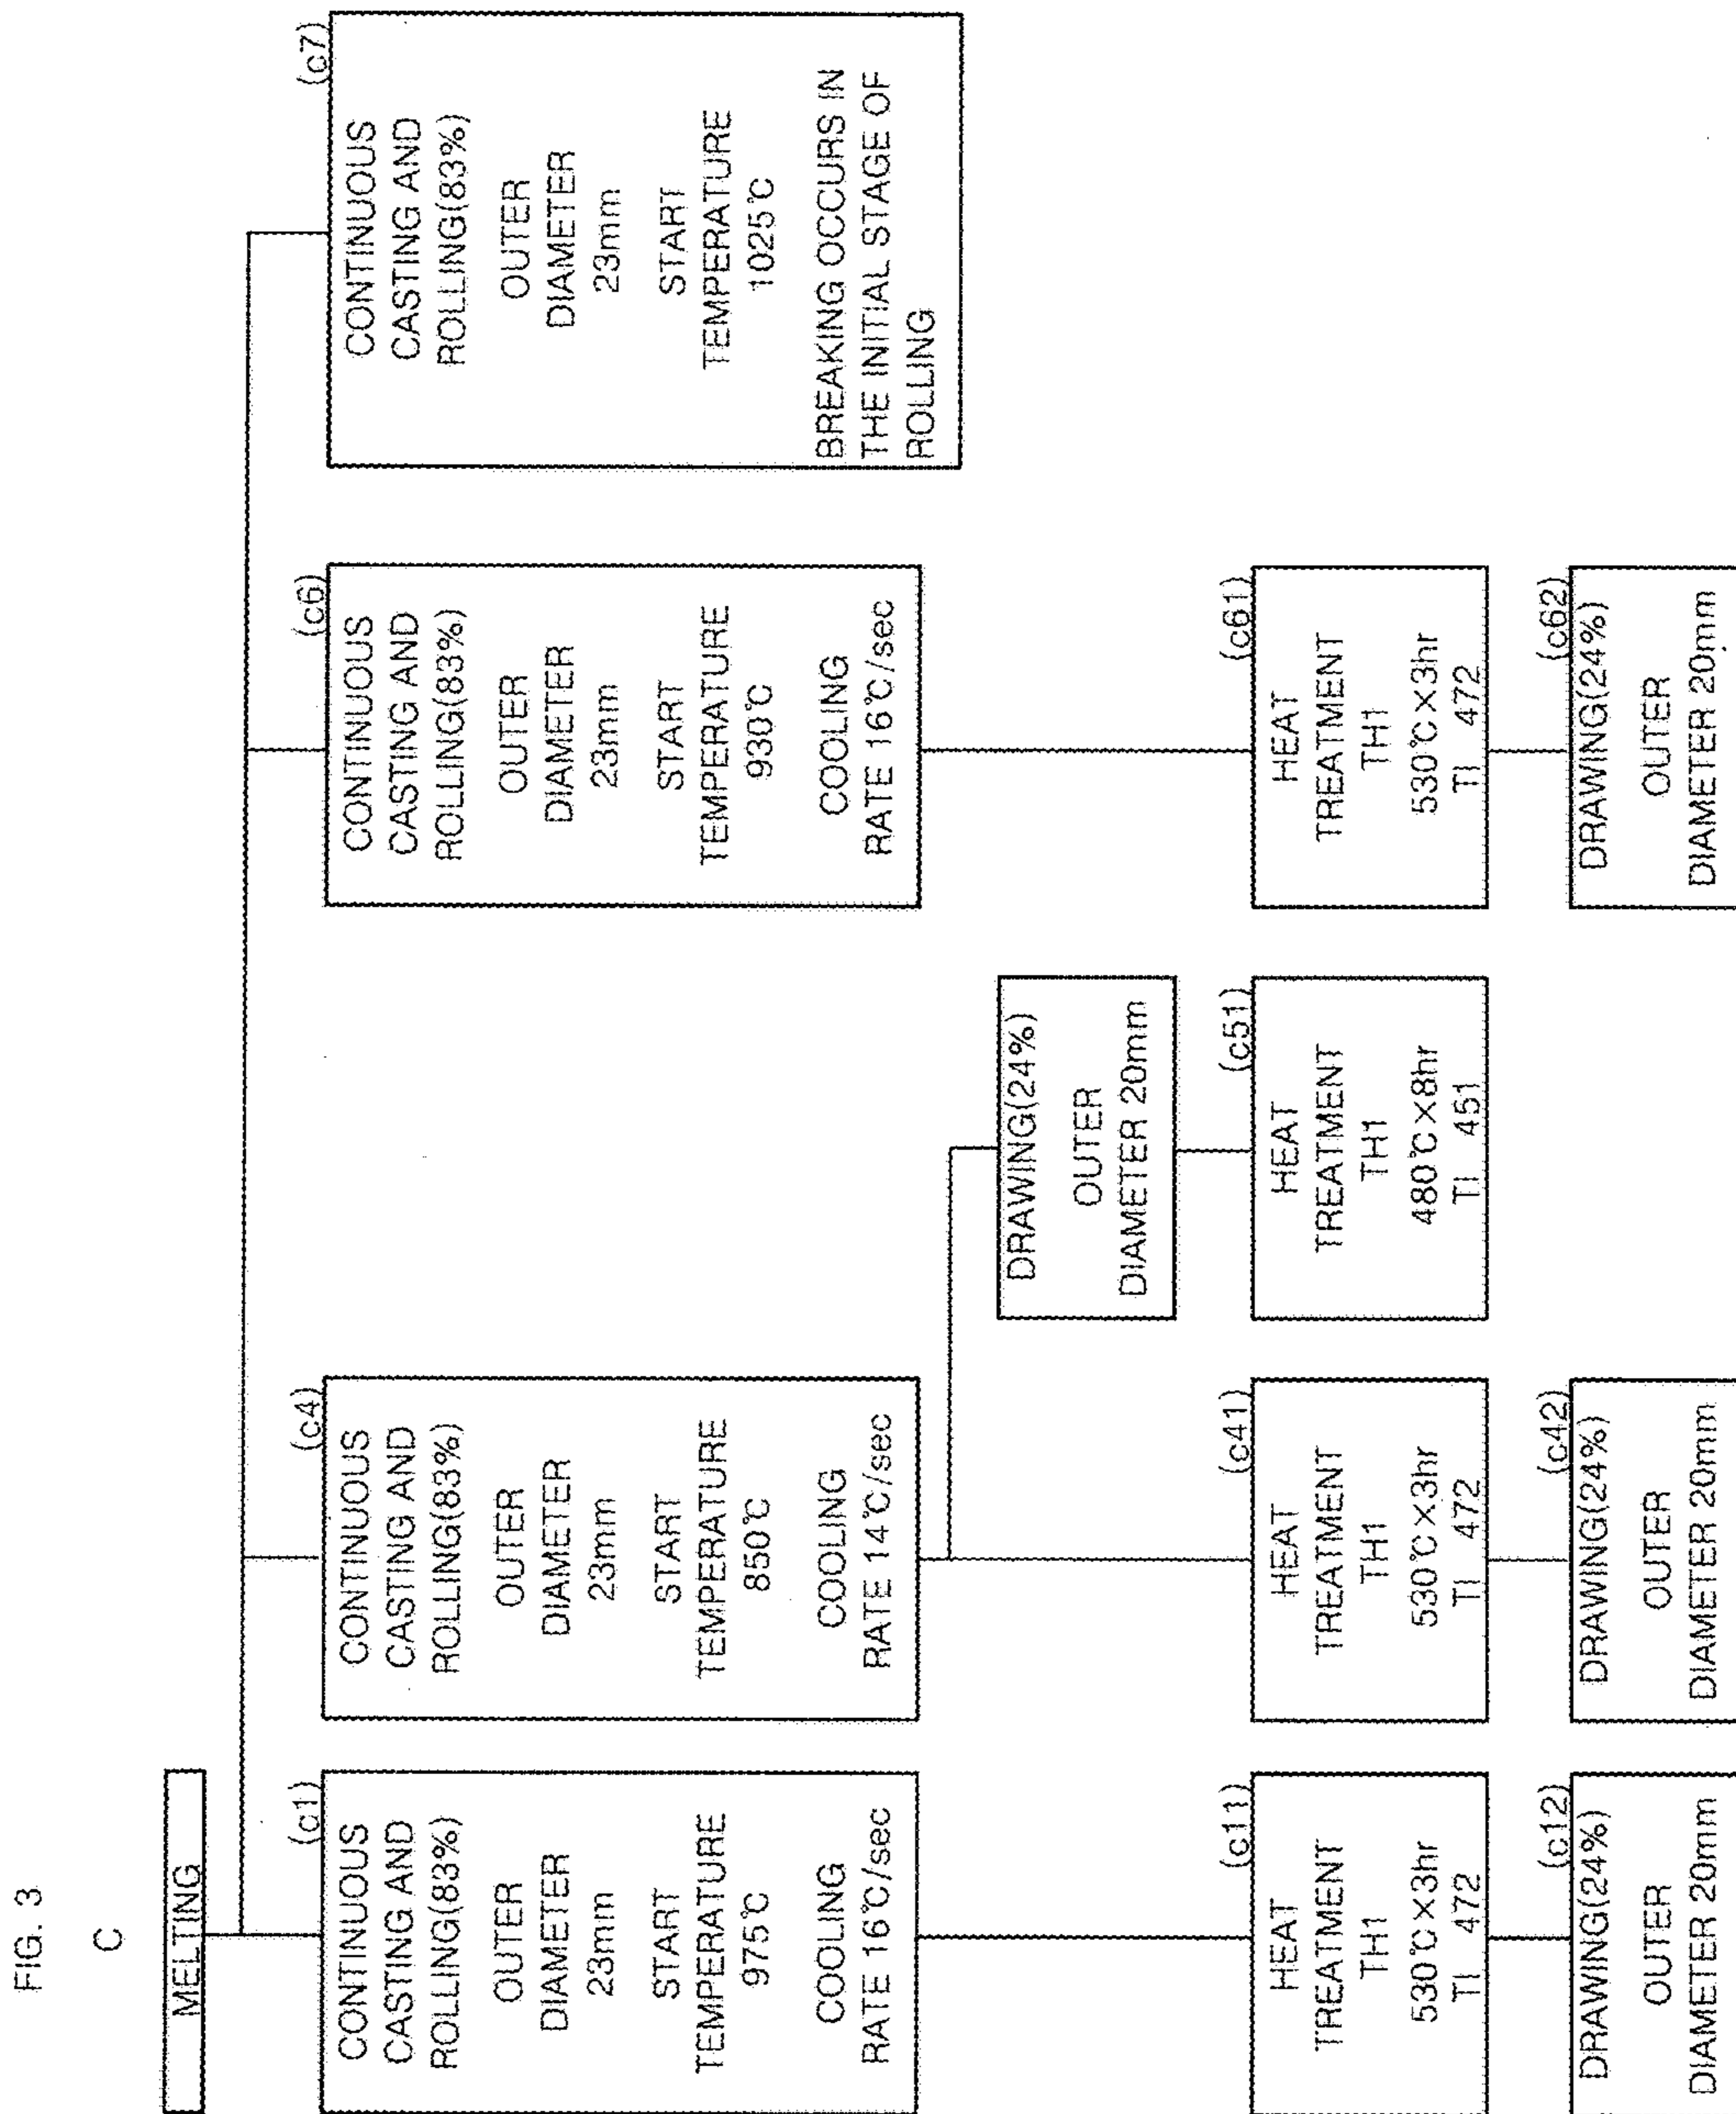 FIG. 3
C
MELTING
(c1)
CONTINUOUS
CASTING AND
ROLLING(83%)
OUTER
DIAMETER
23mm
START
TEMPERATURE
975℃
COOLING
RATE 16℃/sec
(c11)
HEAT
TREATMENT
TH1
530℃×3hr
TI 472
(c12)
DRAWING(24%)
OUTER
DIAMETER 20mm
(c4)
CONTINUOUS
CASTING AND
ROLLING(83%)
OUTER
DIAMETER
23mm
START
TEMPERATURE
850℃
COOLING
RATE 14℃/sec
(c41)
HEAT
TREATMENT
TH1
530℃×3hr
TI 472
(c42)
DRAWING(24%)
OUTER
DIAMETER 20mm
DRAWING(24%)
OUTER
DIAMETER 20mm
(c51)
HEAT
TREATMENT
TH1
480℃×8hr
TI 451
(c6)
CONTINUOUS
CASTING AND
ROLLING(83%)
OUTER
DIAMETER
23mm
START
TEMPERATURE
930℃
COOLING
RATE 16℃/sec
(c61)
HEAT
TREATMENT
TH1
530℃×3hr
TI 472
(c62)
DRAWING(24%)
OUTER
DIAMETER 20mm
(c7)
CONTINUOUS
CASTING AND
ROLLING(83%)
OUTER
DIAMETER
23mm
START
TEMPERATURE
1025℃
BREAKING OCCURS IN
THE INITIAL STAGE OF
ROLLING